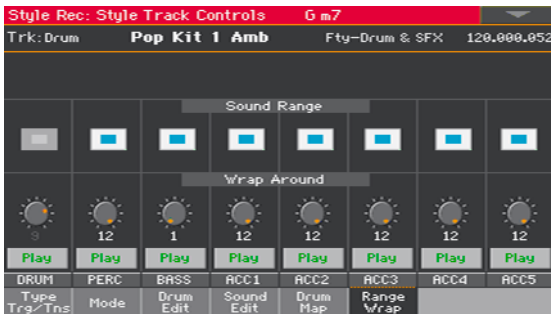 Style Rec: Style Track Controls G m7
Trk: Drum Pop Kit 1 Amb Fty-Drum & SFX 120.000.052
Sound Range
Wrap Around
9 12 1 12 12 12 12 12
Play Play Play Play Play Play Play Play
DRUM PERC BASS ACC1 ACC2 ACC3 ACC4 ACC5
Type Mode Drum Sound Drum Range
Trg/Tns Edit Edit Map Wrap